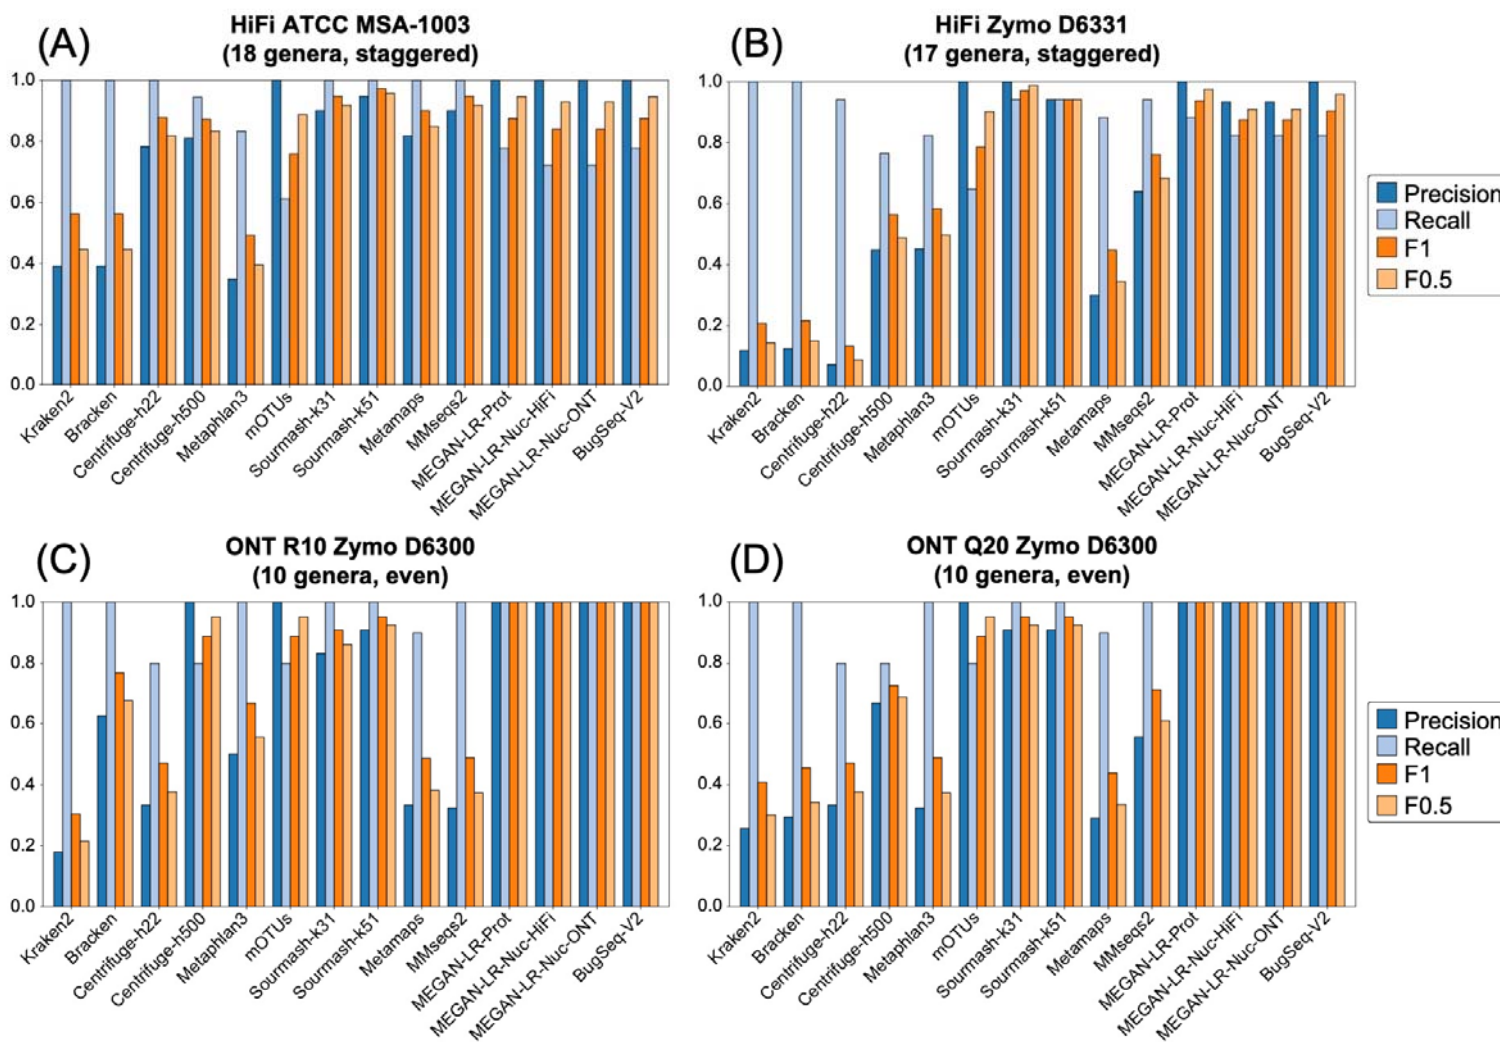 (A)
HiFi ATCC MSA-1003
(18 genera, staggered)
1.0
0.8
0.6
0.4
0.2
0.0
Kraken2
Bracken
Centrifuge-h22
Centrifuge-h500
Metaphlan3
mOTUs
Sourmash-k31
Sourmash-k51
Metamaps
MMseqs2
MEGAN-LR-Prot
MEGAN-LR-Nuc-HiFi
MEGAN-LR-Nuc-ONT
BugSeq-V2
(B)
HiFi Zymo D6331
(17 genera, staggered)
1.0
0.8
0.6
0.4
0.2
0.0
Kraken2
Bracken
Centrifuge-h22
Centrifuge-h500
Metaphlan3
mOTUs
Sourmash-k31
Sourmash-k51
Metamaps
MMseqs2
MEGAN-LR-Prot
MEGAN-LR-Nuc-HiFi
MEGAN-LR-Nuc-ONT
BugSeq-V2
Precision
Recall
F1
F0.5
(C)
ONT R10 Zymo D6300
(10 genera, even)
1.0
0.8
0.6
0.4
0.2
0.0
Kraken2
Bracken
Centrifuge-h22
Centrifuge-h500
Metaphlan3
mOTUs
Sourmash-k31
Sourmash-k51
Metamaps
MMseqs2
MEGAN-LR-Prot
MEGAN-LR-Nuc-HiFi
MEGAN-LR-Nuc-ONT
BugSeq-V2
(D)
ONT Q20 Zymo D6300
(10 genera, even)
1.0
0.8
0.6
0.4
0.2
0.0
Kraken2
Bracken
Centrifuge-h22
Centrifuge-h500
Metaphlan3
mOTUs
Sourmash-k31
Sourmash-k51
Metamaps
MMseqs2
MEGAN-LR-Prot
MEGAN-LR-Nuc-HiFi
MEGAN-LR-Nuc-ONT
BugSeq-V2
Precision
Recall
F1
F0.5